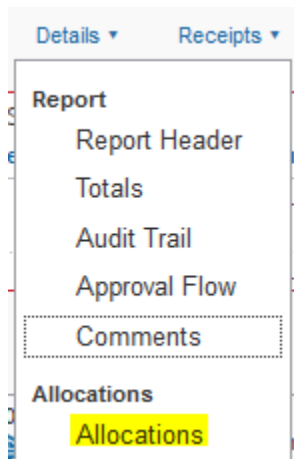 Details ▾ Receipts ▾
Report
Report Header
Totals
Audit Trail
Approval Flow
Comments
Allocations
Allocations